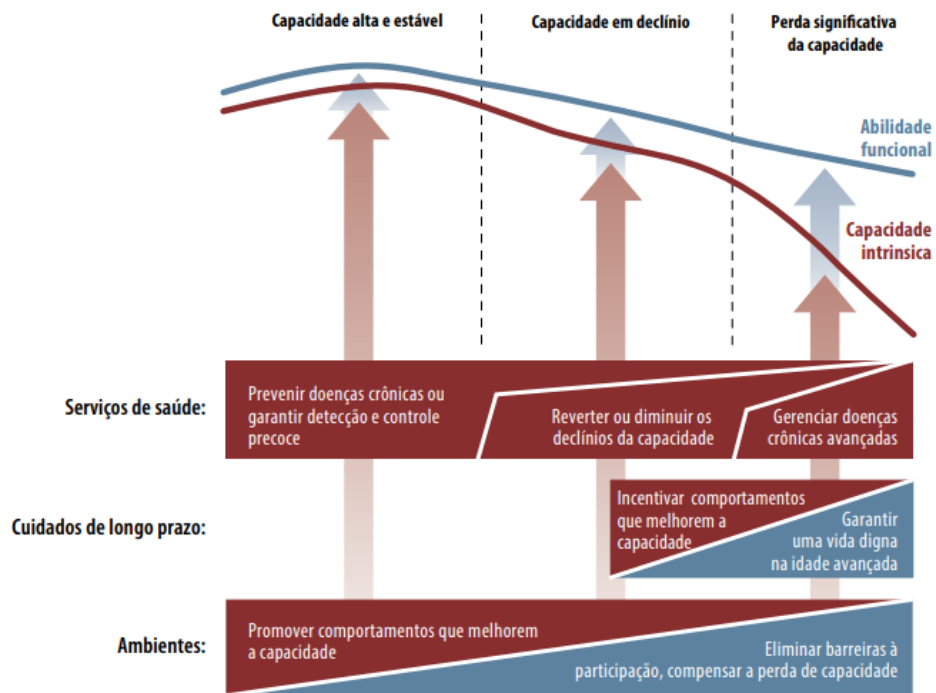 Capacidade alta e estável
Capacidade em declínio
Perda significativa
da capacidade
Abilidade
funcional
Capacidade
intrinsica
Serviços de saúde:
Prevenir doenças crônicas ou
garantir detecção e controle
precoce
Reverter ou diminuir os
declínios da capacidade
Gerenciar doenças
crônicas avançadas
Cuidados de longo prazo:
Incentivar comportamentos
que melhorem a
capacidade
Garantir
uma vida digna
na idade avançada
Ambientes:
Promover comportamentos que melhorem
a capacidade
Eliminar barreiras à
participação, compensar a perda de capacidade